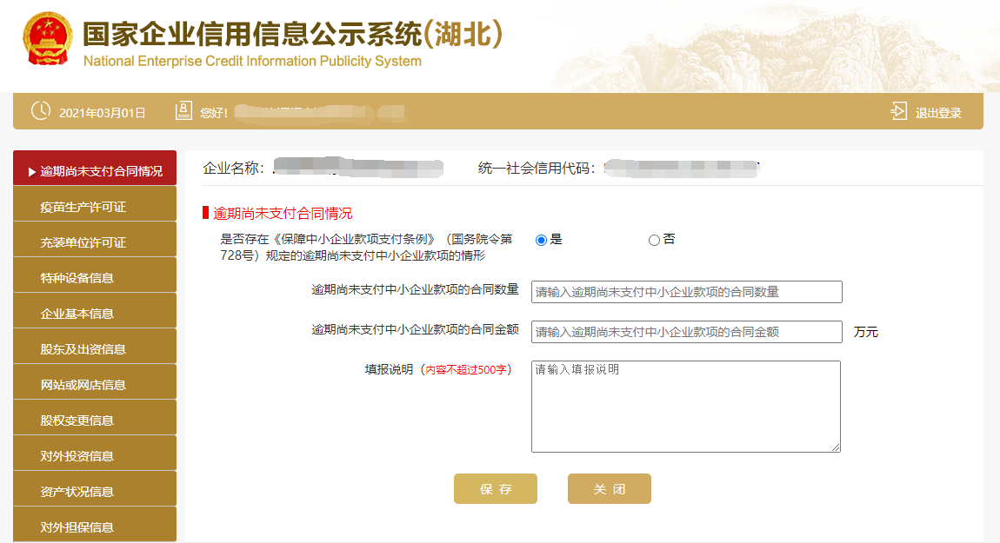 国家企业信用信息公示系统(湖北)
National Enterprise Credit Information Publicity System
2021年03月01日 您好! 退出登录
逾期尚未支付合同情况
疫苗生产许可证
充装单位许可证
特种设备信息
企业基本信息
股东及出资信息
网站或网店信息
股权变更信息
对外投资信息
资产状况信息
对外担保信息
企业名称: 统一社会信用代码:
逾期尚未支付合同情况
是否存在《保障中小企业款项支付条例》(国务院令第
728号)规定的逾期尚未支付中小企业款项的情形
是 否
逾期尚未支付中小企业款项的合同数量 请输入逾期尚未支付中小企业款项的合同数量
逾期尚未支付中小企业款项的合同金额 请输入逾期尚未支付中小企业款项的合同金额 万元
填报说明(内容不超过500字) 请输入填报说明
保 存 关 闭